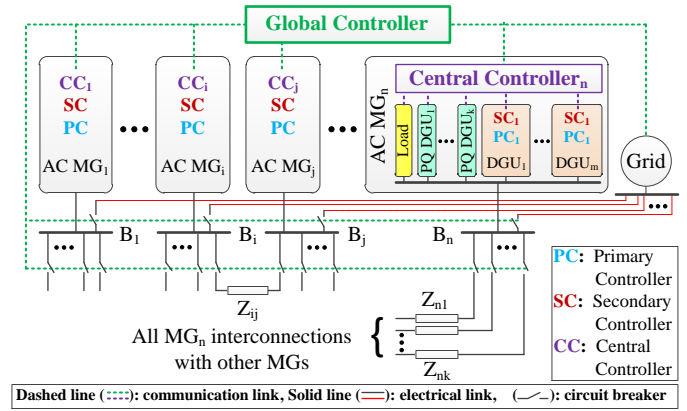 Global Controller
CC1
SC
PC
AC MG1
CCi
SC
PC
AC MGi
CCj
SC
PC
AC MGj
AC MGn
Central Controllern
Load
PQ DGU1
PQ DGUk
SC1
PC1
DGU1
SC1
PC1
DGUm
Grid
B1
Bi
Bj
Bn
Zij
Zn1
Znk
All MGn interconnections
with other MGs
PC: Primary
Controller
SC: Secondary
Controller
CC: Central
Controller
Dashed line ( ): communication link, Solid line ( ): electrical link, ( ): circuit breaker